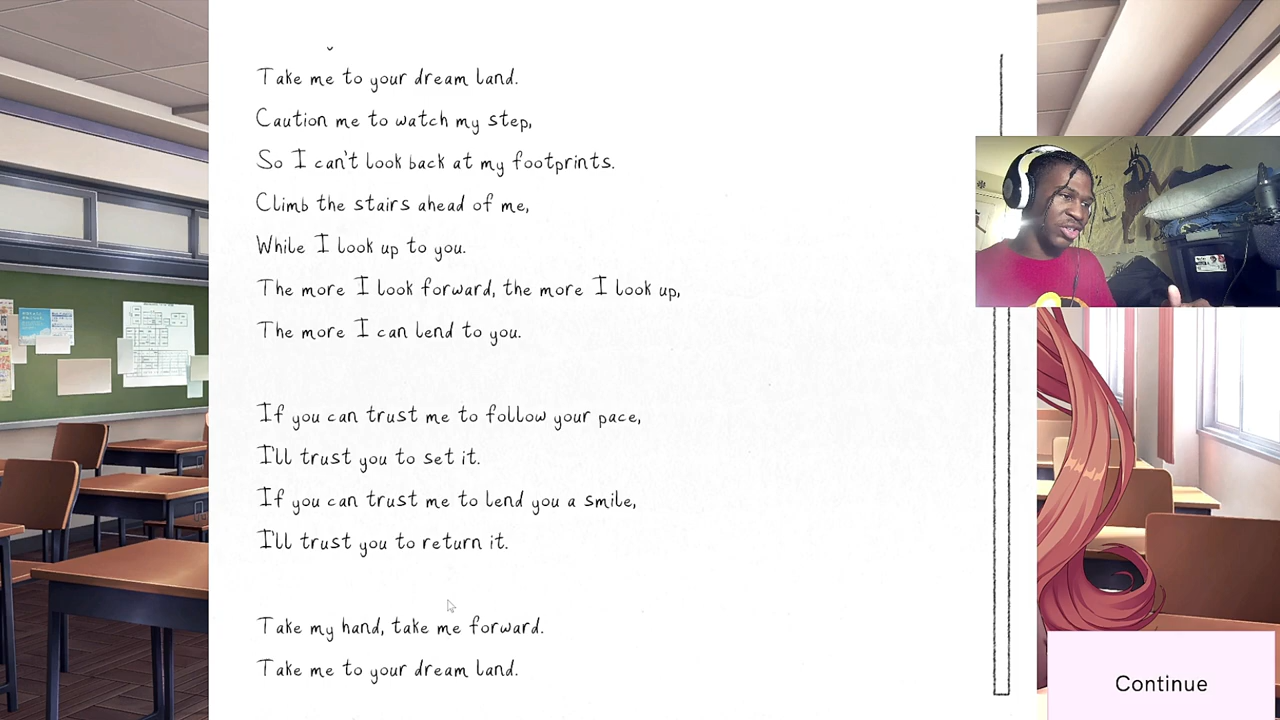 Take me to your dream land.
Caution me to watch my step,
So I can't look back at my footprints.
Climb the stairs ahead of me,
While I look up to you.
The more I look forward, the more I look up,
The more I can lend to you.
If you can trust me to follow your pace,
I'll trust you to set it.
If you can trust me to lend you a smile,
I'll trust you to return it.
Take my hand, take me forward.
Take me to your dream land.
Continue